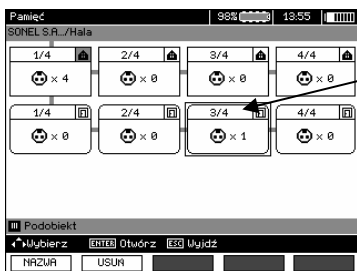 Pamięć 98% 13:55
SONEL S.A../Hala
1/4 2/4 3/4 4/4
× 4 × 0 × 0 × 0
1/4 2/4 3/4 4/4
× 0 × 0 × 1 × 0
Podobiekt
Wybierz ENTER Otwórz ESC Wyjdź
NAZWA USUŃ